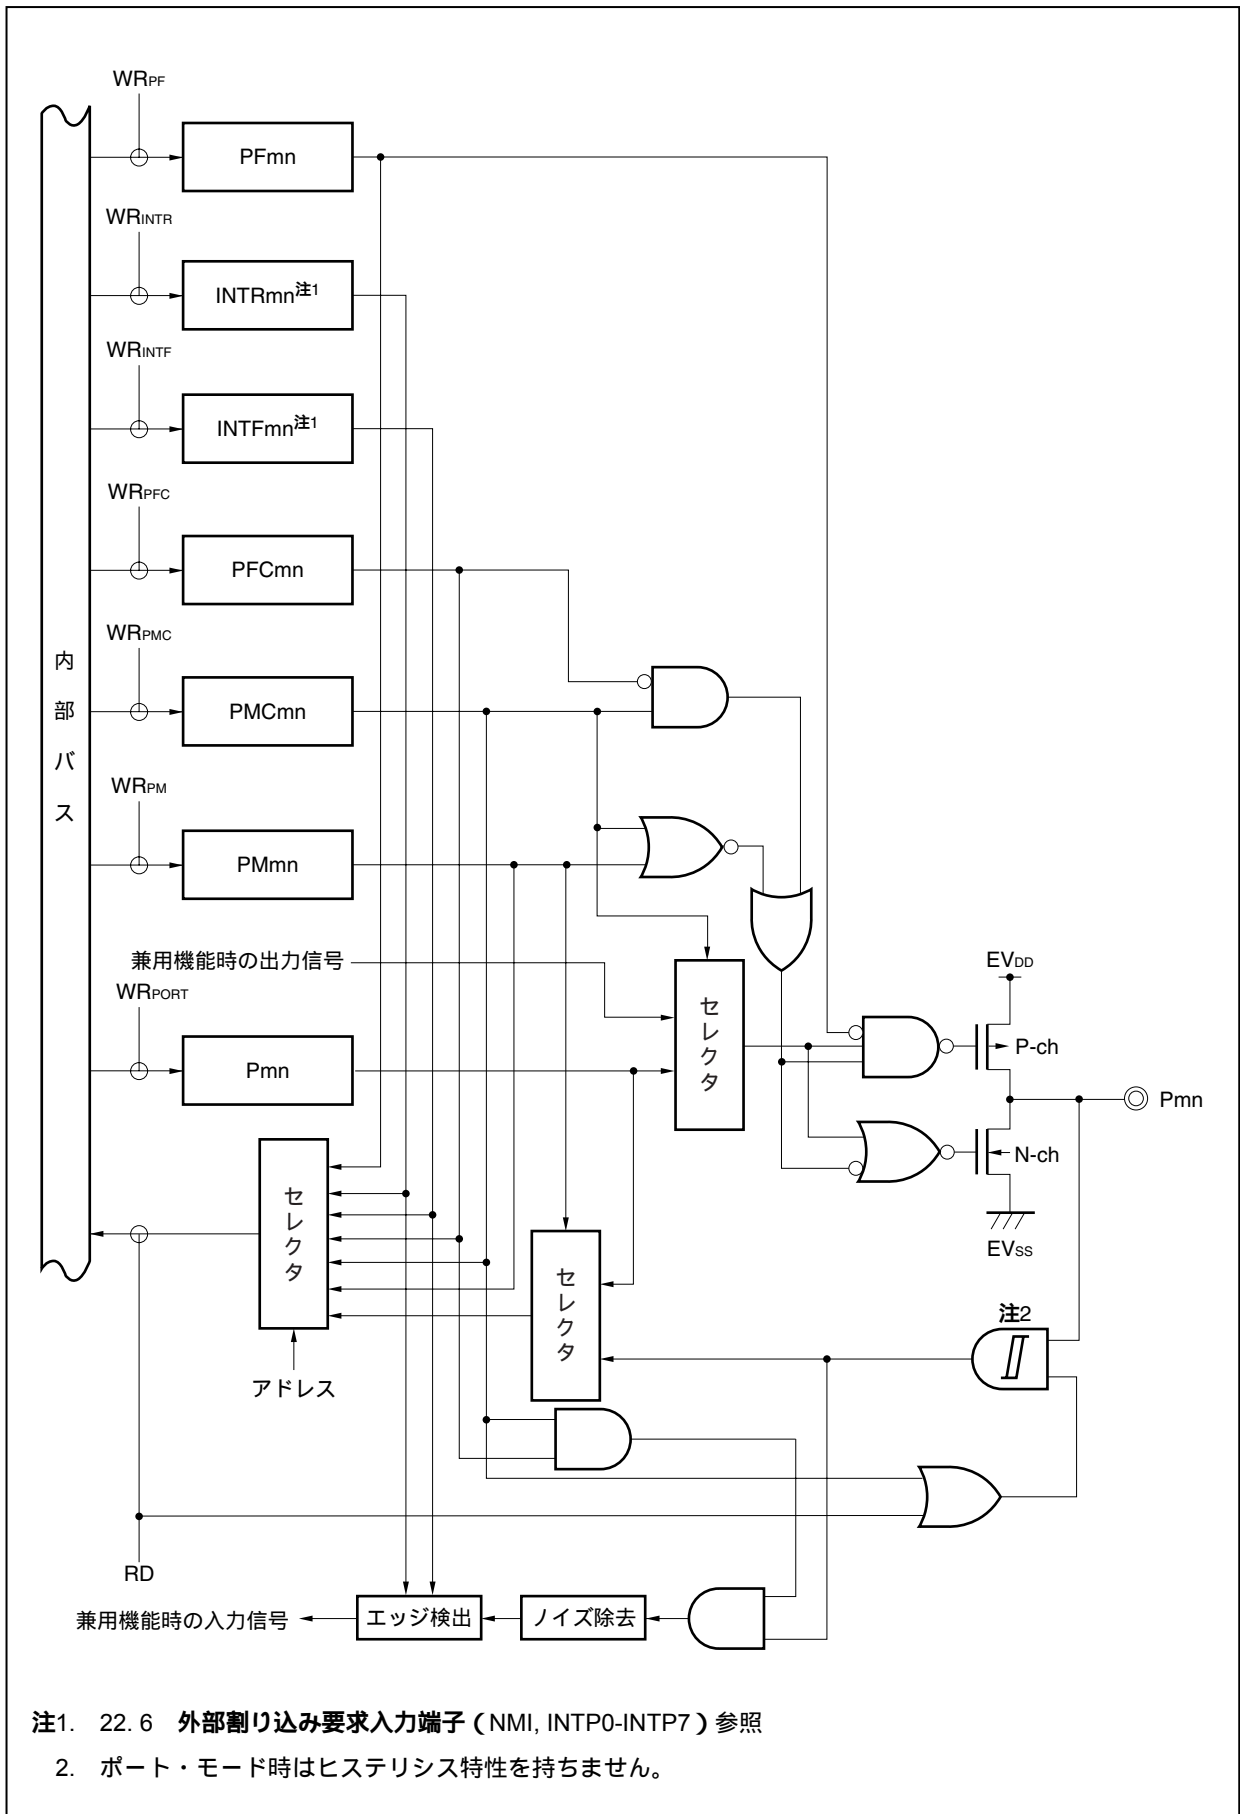 WRPF
PFmn
WRINTR
INTRmn注1
WRINTF
INTFmn注1
WRPFC
PFCmn
WRPMC
内部バス
PMCmn
WRPM
PMmn
兼用機能時の出力信号
WRPORT
セレクタ
EVDD
P-ch
Pmn
Pmn
N-ch
EVSS
セレクタ
セレクタ
注2
アドレス
RD
兼用機能時の入力信号
エッジ検出
ノイズ除去
注1. 22. 6 外部割り込み要求入力端子(NMI, INTP0-INTP7)参照
2. ポート・モード時はヒステリシス特性を持ちません。